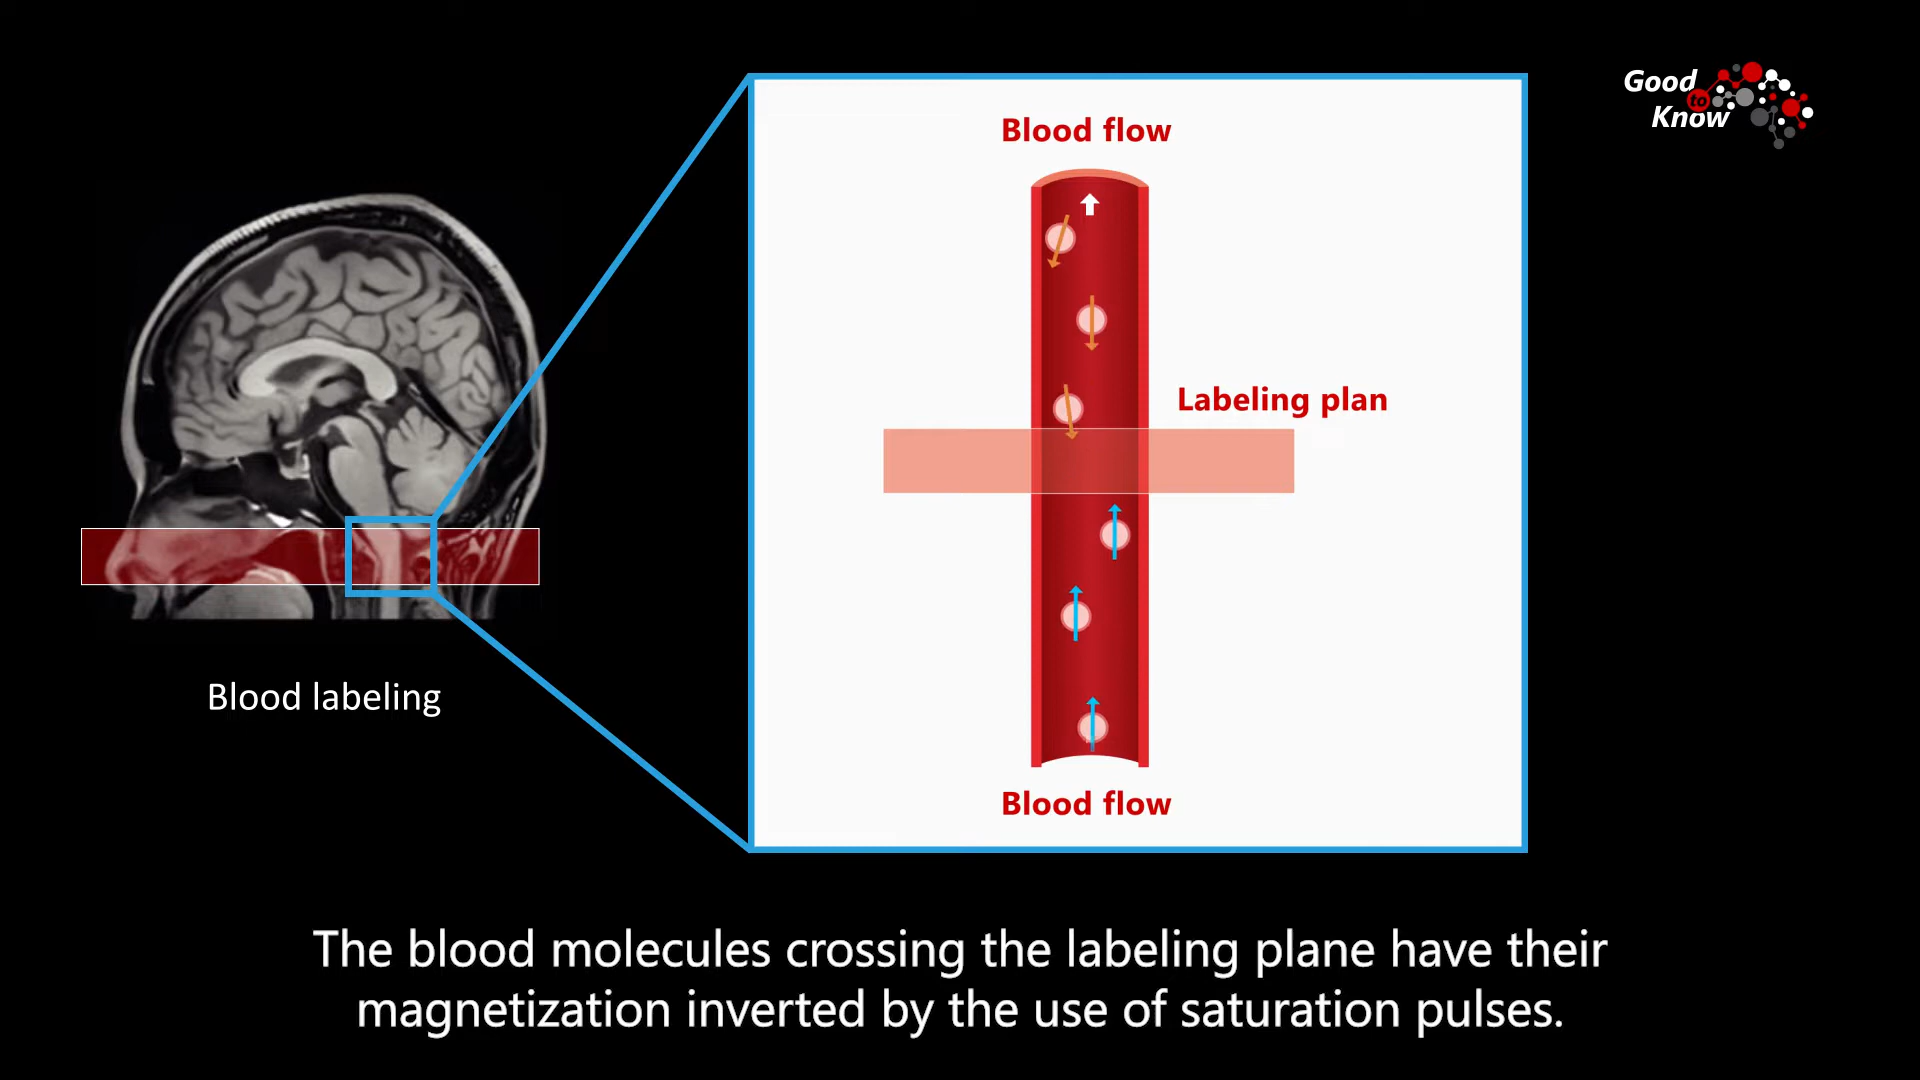 Good
to
Know
Blood flow
Labeling plan
Blood labeling
Blood flow
The blood molecules crossing the labeling plane have their
magnetization inverted by the use of saturation pulses.